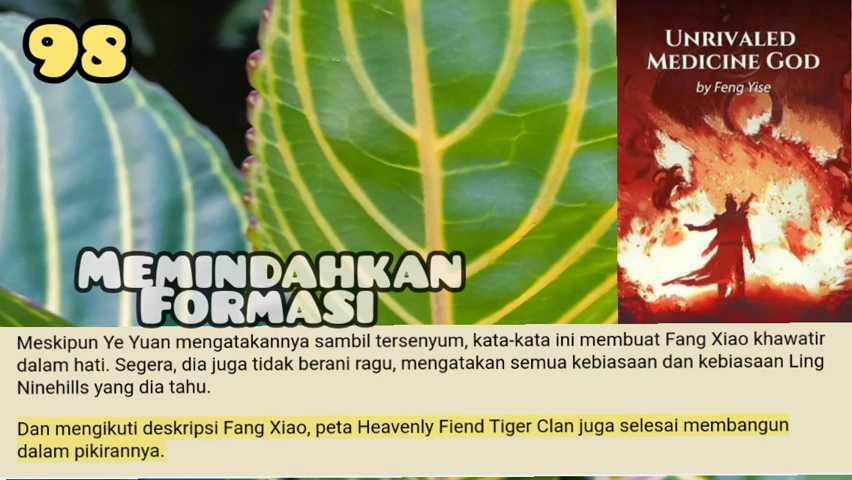 98
UNRIVALED
MEDICINE GOD
by Feng Yise
MEMINDAHKAN
FORMASI
Meskipun Ye Yuan mengatakannya sambil tersenyum, kata-kata ini membuat Fang Xiao khawatir
dalam hati. Segera, dia juga tidak berani ragu, mengatakan semua kebiasaan dan kebiasaan Ling
Ninehills yang dia tahu.
Dan mengikuti deskripsi Fang Xiao, peta Heavenly Fiend Tiger Clan juga selesai membangun
dalam pikirannya.